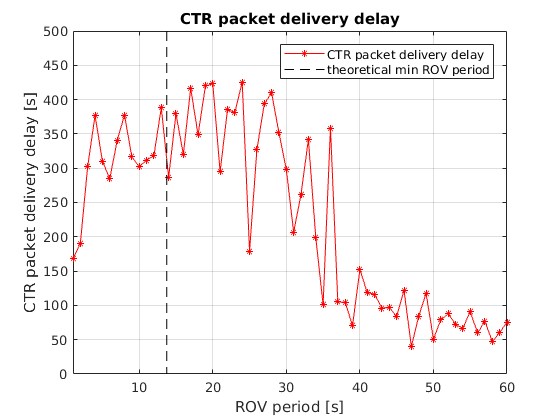 CTR packet delivery delay
500
450
400
350
300
250
200
150
100
50
0
CTR packet delivery delay [s]
CTR packet delivery delay
theoretical min ROV period
10 20 30 40 50 60
ROV period [s]